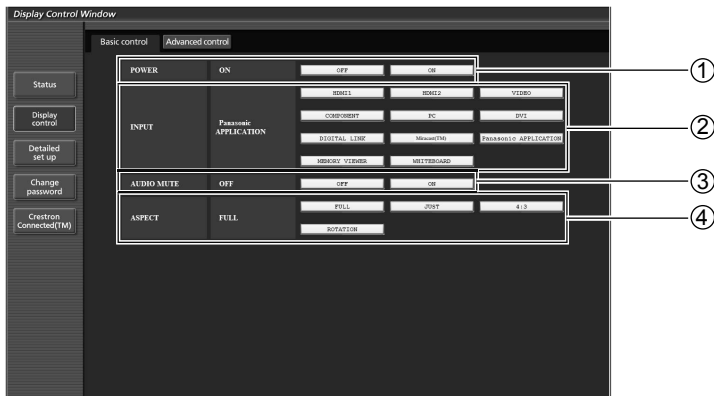 Display Control Window
Basic control Advanced control
Status
Display
control
Detailed
set up
Change
password
Crestron
Connected(TM)
POWER ON OFF ON
①
INPUT Panasonic
APPLICATION
HDMI1 HDMI2 VIDEO
COMPONENT PC DVI
DIGITAL LINK Miracast(TM) Panasonic APPLICATION
MEMORY VIEWER WHITEBOARD
②
AUDIO MUTE OFF OFF ON
③
ASPECT FULL FULL JUST 4:3
ROTATION
④